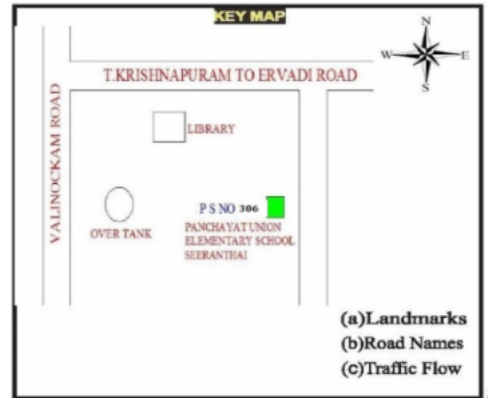 KEY MAP
N
W
E
S
T.KRISHNAPURAM TO ERVADI ROAD
VALINOCKAM ROAD
LIBRARY
OVER TANK
P S NO 306
PANCHAYAT UNION
ELEMENTARY SCHOOL
SEERANTHAI
(a)Landmarks
(b)Road Names
(c)Traffic Flow